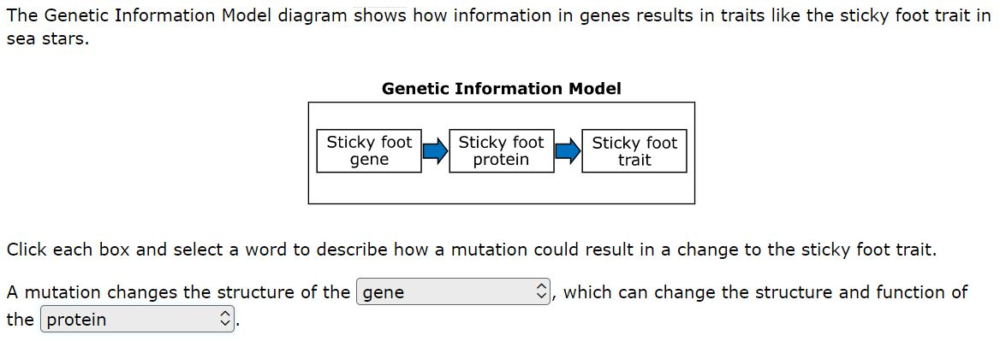 The Genetic Information Model diagram shows how information in genes results in traits like the sticky foot trait in
sea stars.
Genetic Information Model
Sticky foot
gene
Sticky foot
protein
Sticky foot
trait
Click each box and select a word to describe how a mutation could result in a change to the sticky foot trait.
A mutation changes the structure of the gene, which can change the structure and function of
the protein.